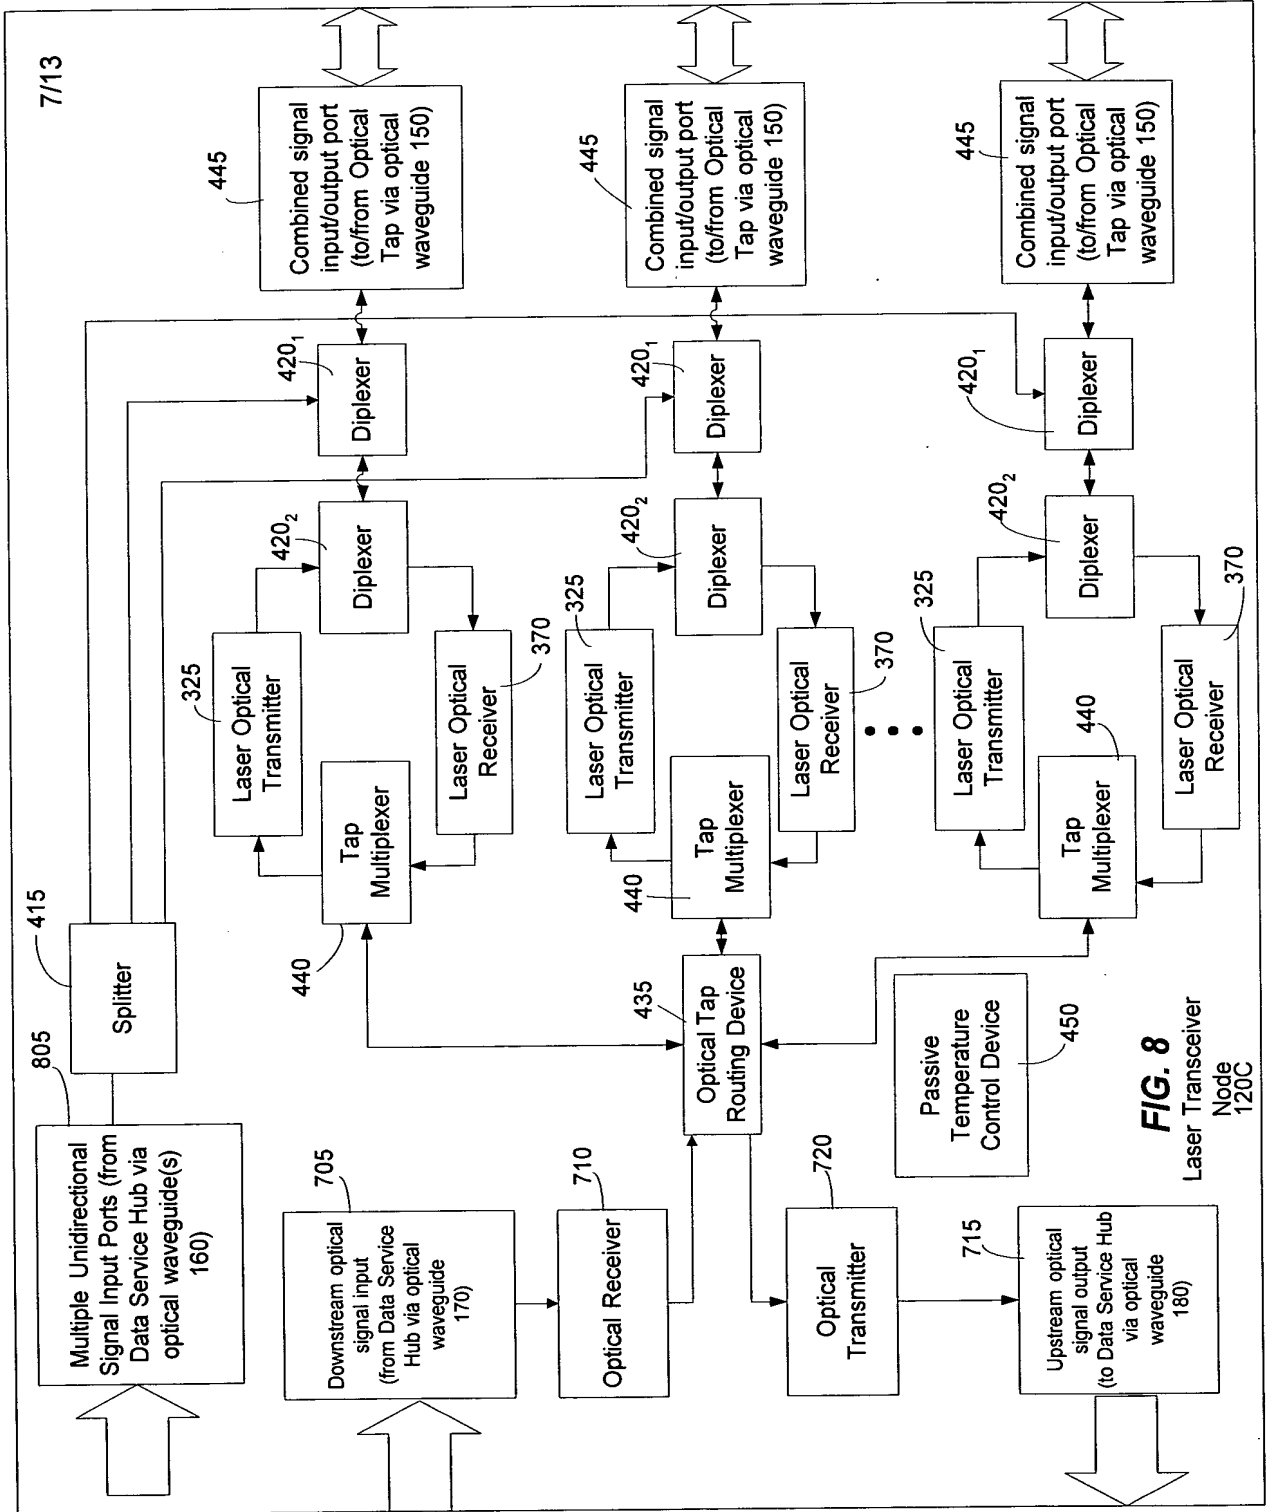 7/13
805
Multiple Unidirectional
Signal Input Ports (from
Data Service Hub via
optical waveguide(s)
160)
415
Splitter
445
Combined signal
input/output port
(to/from Optical
Tap via optical
waveguide 150)
420₁
Diplexer
420₂
Diplexer
325
Laser Optical
Transmitter
Laser Optical
Receiver
370
Tap
Multiplexer
440
705
Downstream optical
signal input
(from Data Service
Hub via optical
waveguide
170)
710
Optical Receiver
435
Optical Tap
Routing Device
440
Tap
Multiplexer
325
Laser Optical
Transmitter
Laser Optical
Receiver
370
420₂
Diplexer
420₁
Diplexer
445
Combined signal
input/output port
(to/from Optical
Tap via optical
waveguide 150)
720
Optical
Transmitter
715
Upstream optical
signal output
(to Data Service Hub
via optical
waveguide
180)
Passive
Temperature
Control Device
450
440
Tap
Multiplexer
325
Laser Optical
Transmitter
Laser Optical
Receiver
370
420₂
Diplexer
420₁
Diplexer
445
Combined signal
input/output port
(to/from Optical
Tap via optical
waveguide 150)
FIG. 8
Laser Transceiver
Node
120C